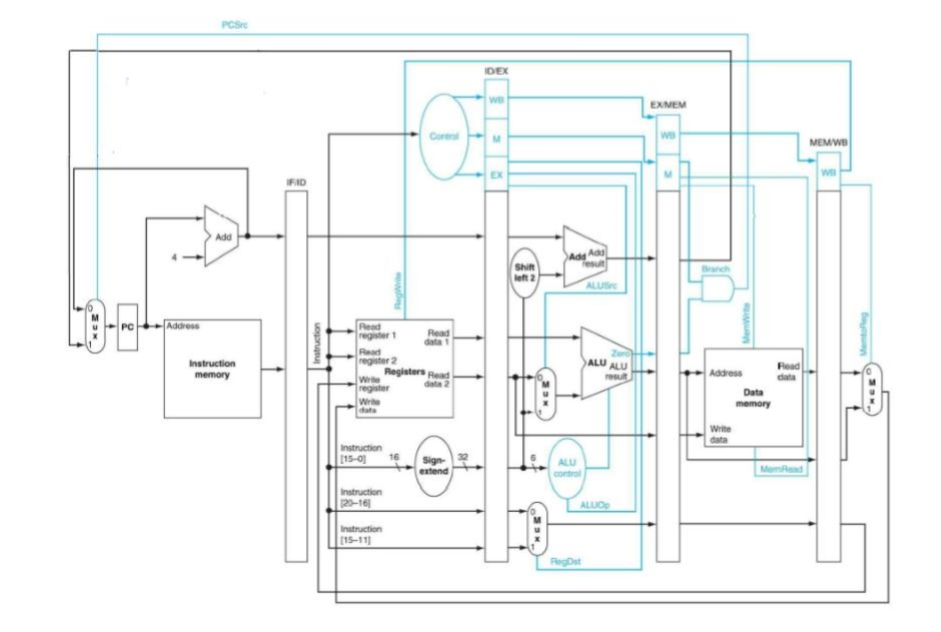 PCSrc
ID/EX
WB
EX/MEM
Control
M
WB
MEM/WB
EX
M
WB
IF/ID
Add
4
Add Add
result
Shift
left 2
ALUSrc
Branch
RegWrite
MemWrite
MemtoReg
0
M
u
x
1
PC
Address
Instruction
memory
Instruction
Read
register 1
Read
data 1
Read
register 2
Registers
Read
data 2
Write
register
Write
data
Zero
ALU ALU
result
0
M
u
x
1
Address
Read
data
Data
memory
Write
data
0
M
u
x
1
Instruction
[15–0]
16
Sign-
extend
32
6
ALU
control
MemRead
Instruction
[20–16]
ALUOp
0
M
u
x
1
Instruction
[15–11]
RegDst